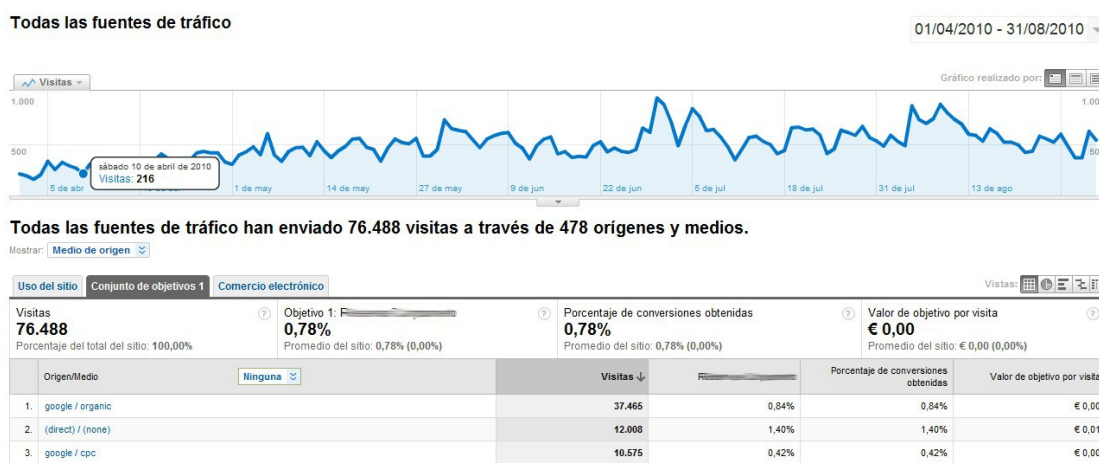 Todas las fuentes de tráfico
01/04/2010 - 31/08/2010
Visitas
Gráfico realizado por:
1.000
1.00
500
50
sábado 10 de abril de 2010
Visitas: 216
5 de abr
1 de may
14 de may
27 de may
9 de jun
22 de jun
5 de jul
18 de jul
31 de jul
13 de ago
Todas las fuentes de tráfico han enviado 76.488 visitas a través de 478 orígenes y medios.
Mostrar: Medio de origen
Uso del sitio Conjunto de objetivos 1 Comercio electrónico
Vistas:
Visitas ? Objetivo 1: ? Porcentaje de conversiones obtenidas ? Valor de objetivo por visita ?
76.488 0,78% 0,78% € 0,00
Porcentaje del total del sitio: 100,00% Promedio del sitio: 0,78% (0,00%) Promedio del sitio: 0,78% (0,00%) Promedio del sitio: € 0,00 (0,00%)
Origen/Medio Ninguna Visitas ↓ Porcentaje de conversiones obtenidas Valor de objetivo por visita
1. google / organic 37.465 0,84% 0,84% € 0,00
2. (direct) / (none) 12.008 1,40% 1,40% € 0,01
3. google / cpc 10.575 0,42% 0,42% € 0,00